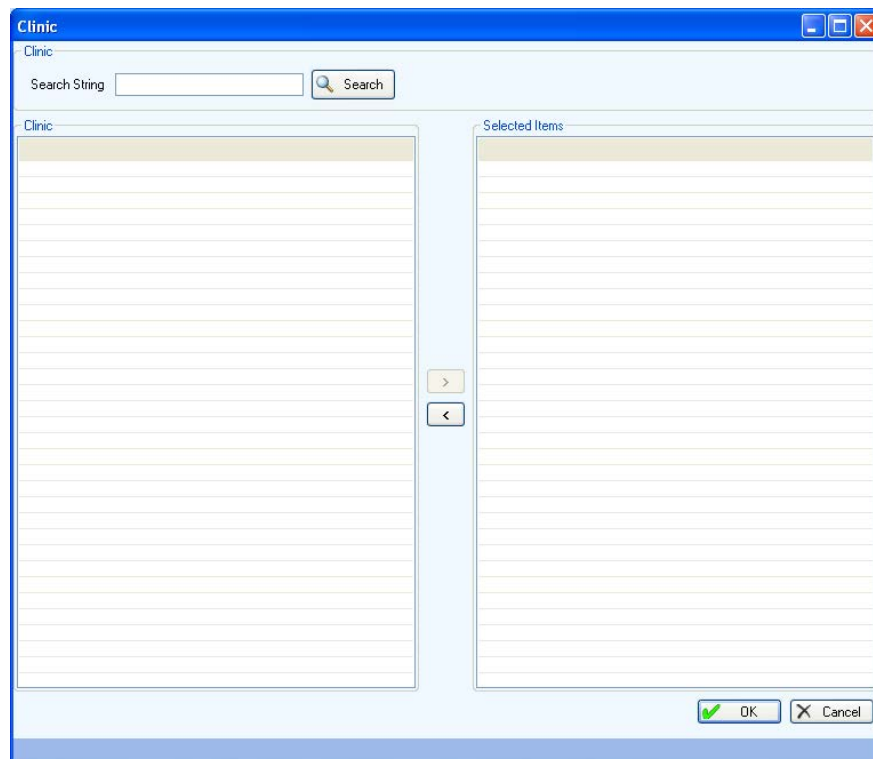 Clinic
Clinic
Search String
Search
Clinic
Selected Items
>
<
OK
Cancel